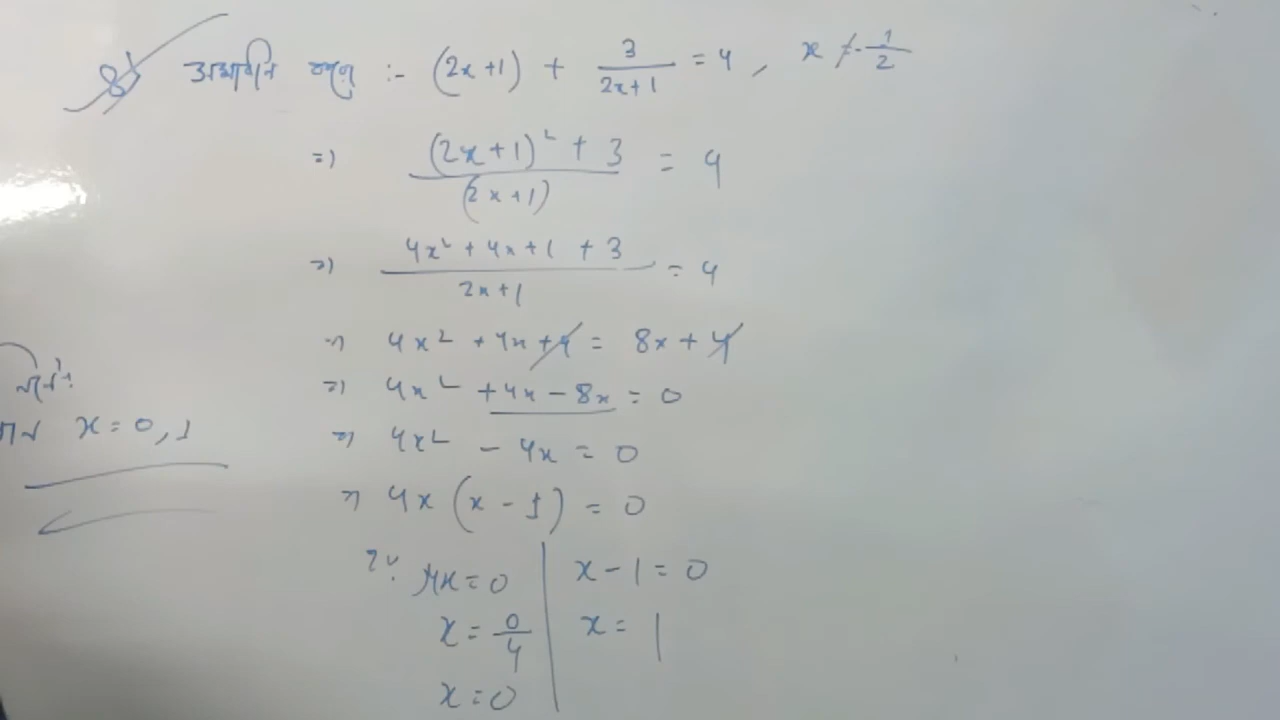 8) সমাধান করুন :- (2x+1) + 3/(2x+1) = 4, x ≠ -1/2
=> ((2x+1)² + 3)/(2x+1) = 4
=> (4x² + 4x + 1 + 3)/(2x+1) = 4
=> 4x² + 4x + 4 = 8x + 4
=> 4x² + 4x - 8x = 0
=> 4x² - 4x = 0
=> 4x (x - 1) = 0
4x = 0 | x - 1 = 0
x = 0/4 | x = 1
x = 0
x = 0, 1